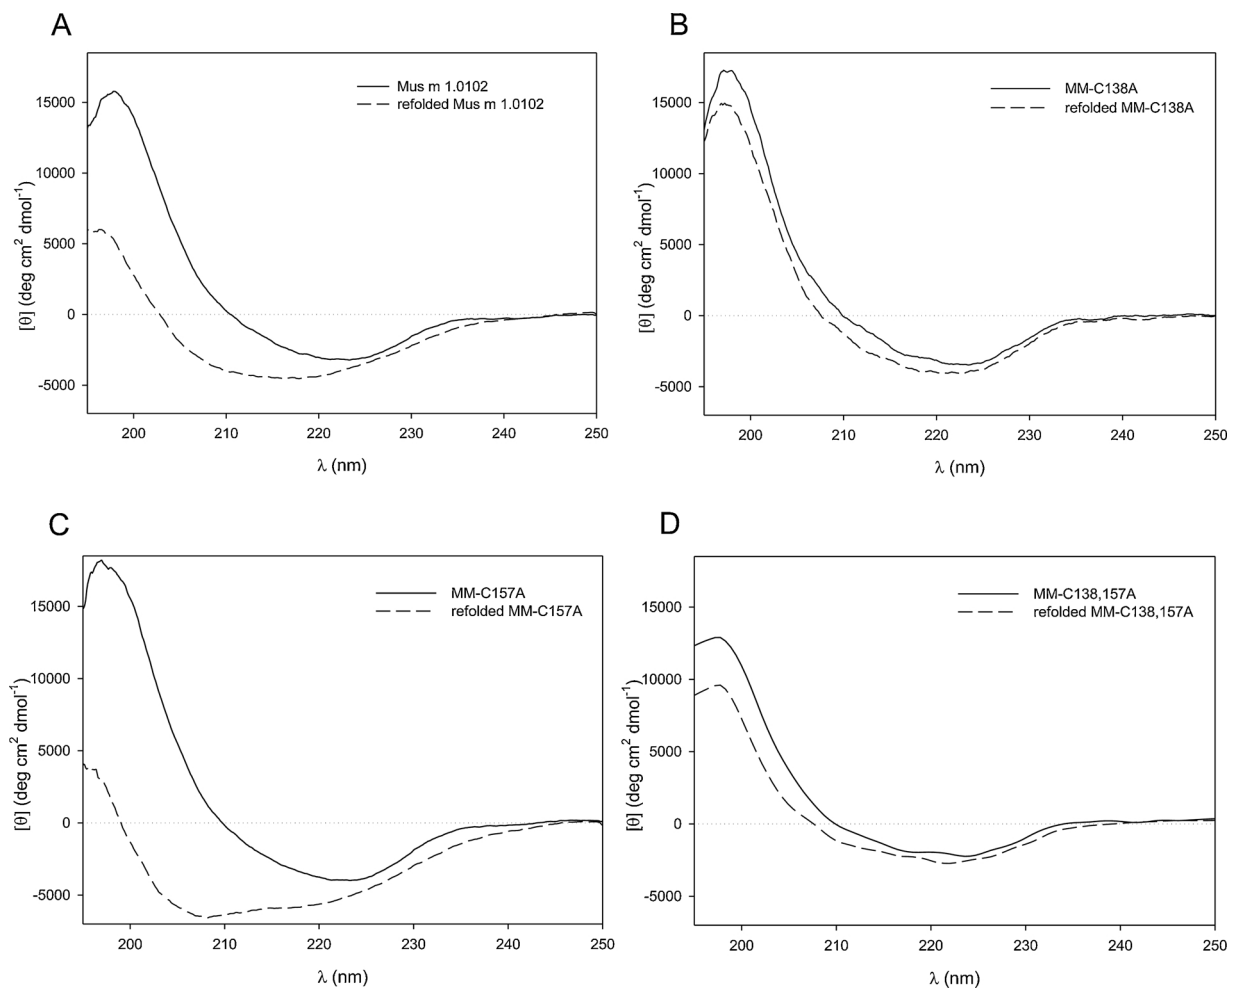 A
Mus m 1.0102
refolded Mus m 1.0102
[θ] (deg cm² dmol⁻¹)
15000
10000
5000
0
-5000
200 210 220 230 240 250
λ (nm)
B
MM-C138A
refolded MM-C138A
[θ] (deg cm² dmol⁻¹)
15000
10000
5000
0
-5000
200 210 220 230 240 250
λ (nm)
C
MM-C157A
refolded MM-C157A
[θ] (deg cm² dmol⁻¹)
15000
10000
5000
0
-5000
200 210 220 230 240 250
λ (nm)
D
MM-C138,157A
refolded MM-C138,157A
[θ] (deg cm² dmol⁻¹)
15000
10000
5000
0
-5000
200 210 220 230 240 250
λ (nm)